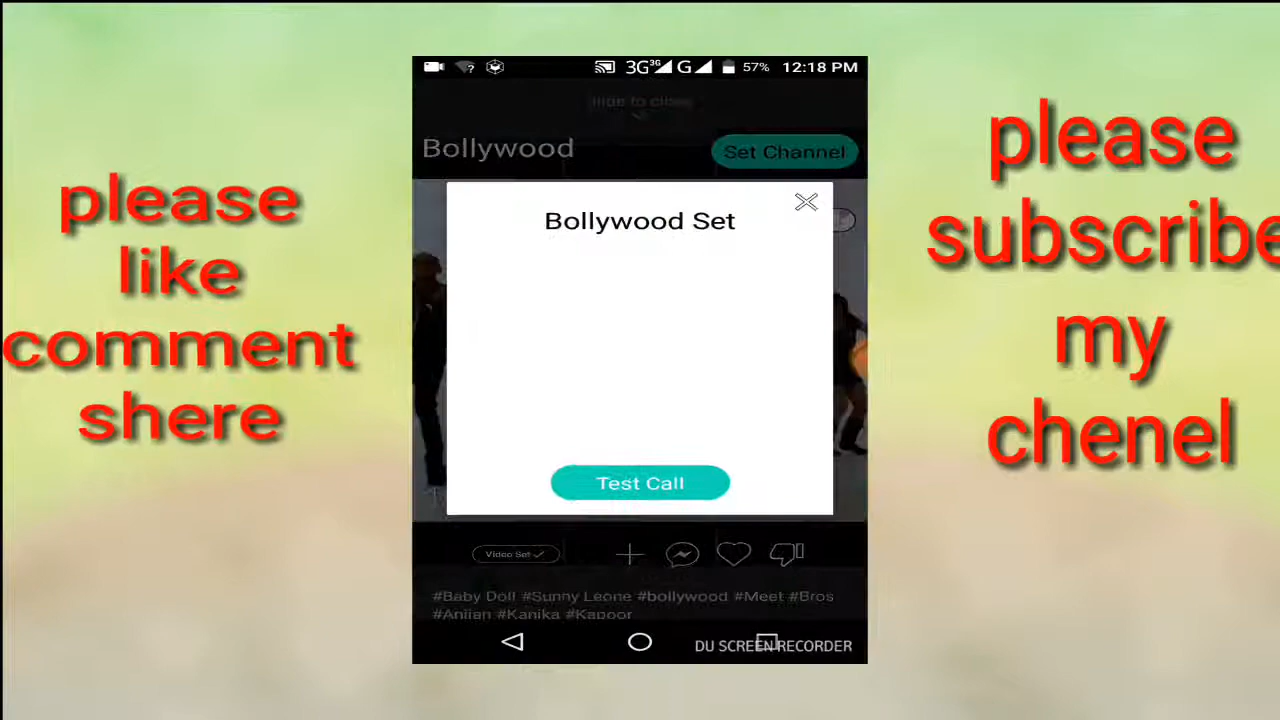 please
like
comment
shere
3G 3G G 57% 12:18 PM
Bollywood
Set Channel
Bollywood Set
Test Call
Video Set
#Baby Doll #Sunny Leone #bollywood #Meet #Bros
#Anjjan #Kanika #Kapoor
DU SCREEN RECORDER
please
subscribe
my
chenel